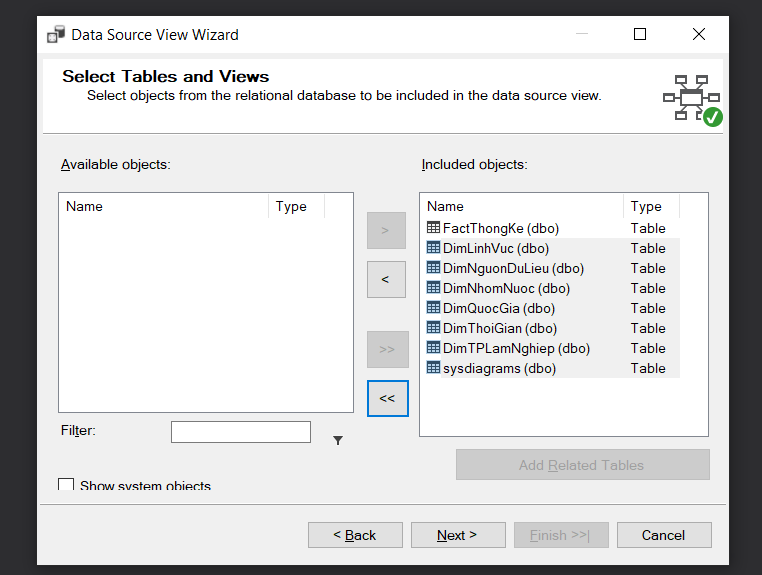 Data Source View Wizard
Select Tables and Views
Select objects from the relational database to be included in the data source view.
Available objects:
Name Type
>
<
>>
<<
Filter:
Show system objects
Included objects:
Name Type
FactThongKe (dbo) Table
DimLinhVuc (dbo) Table
DimNguonDuLieu (dbo) Table
DimNhomNuoc (dbo) Table
DimQuocGia (dbo) Table
DimThoiGian (dbo) Table
DimTPLamNghiep (dbo) Table
sysdiagrams (dbo) Table
Add Related Tables
< Back
Next >
Finish >>|
Cancel